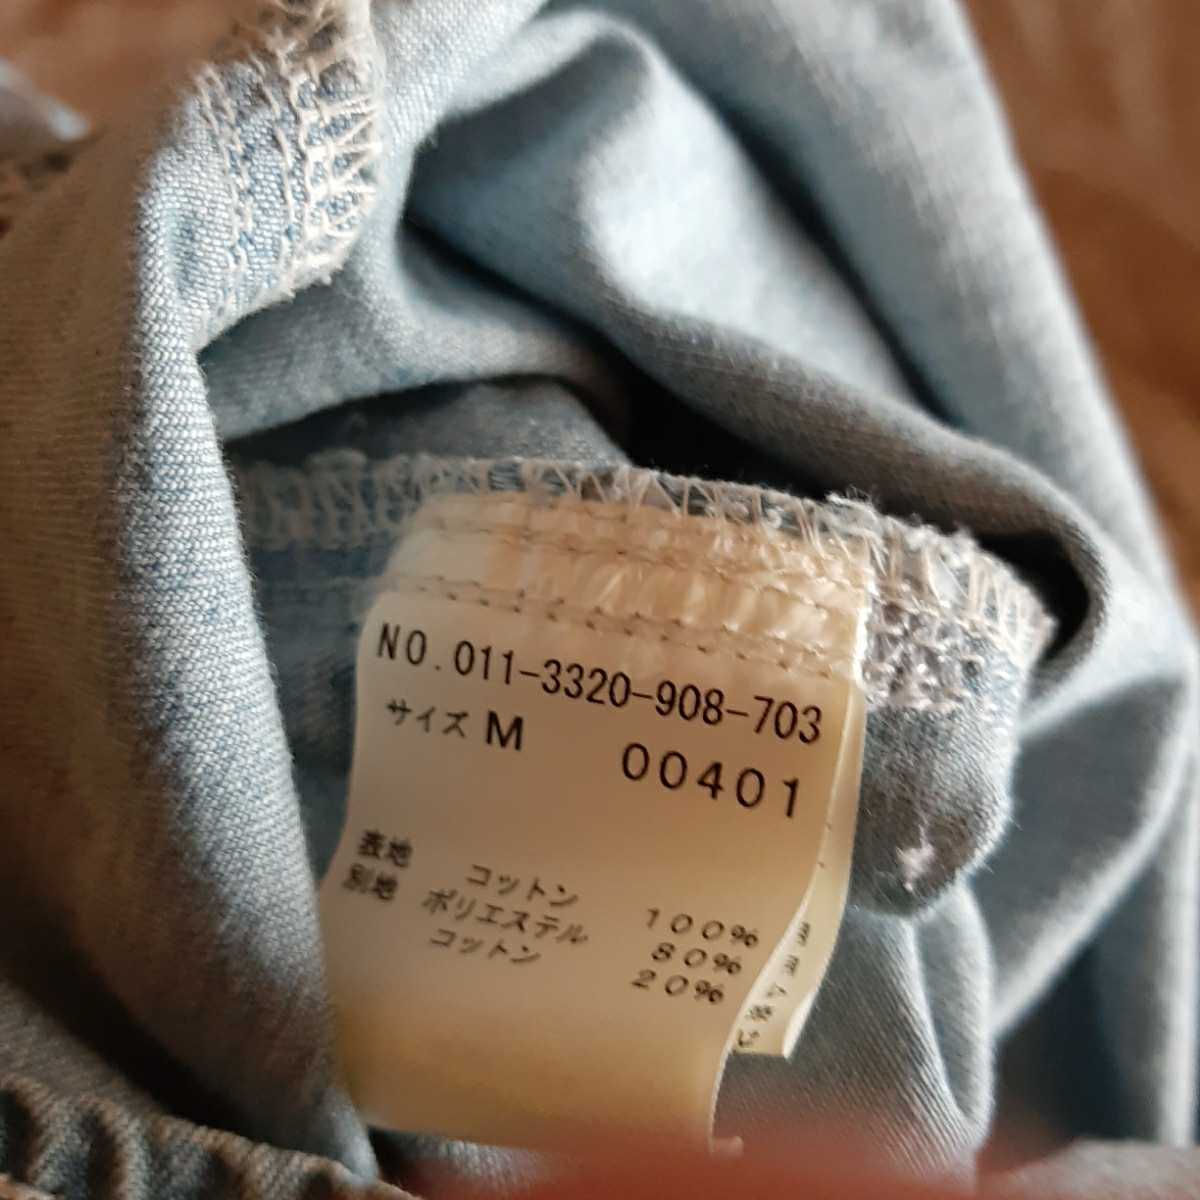 NO.011-3320-908-703
サイズ M 00401
表地 コットン 100%
別地 ポリエステル 80%
コットン 20%